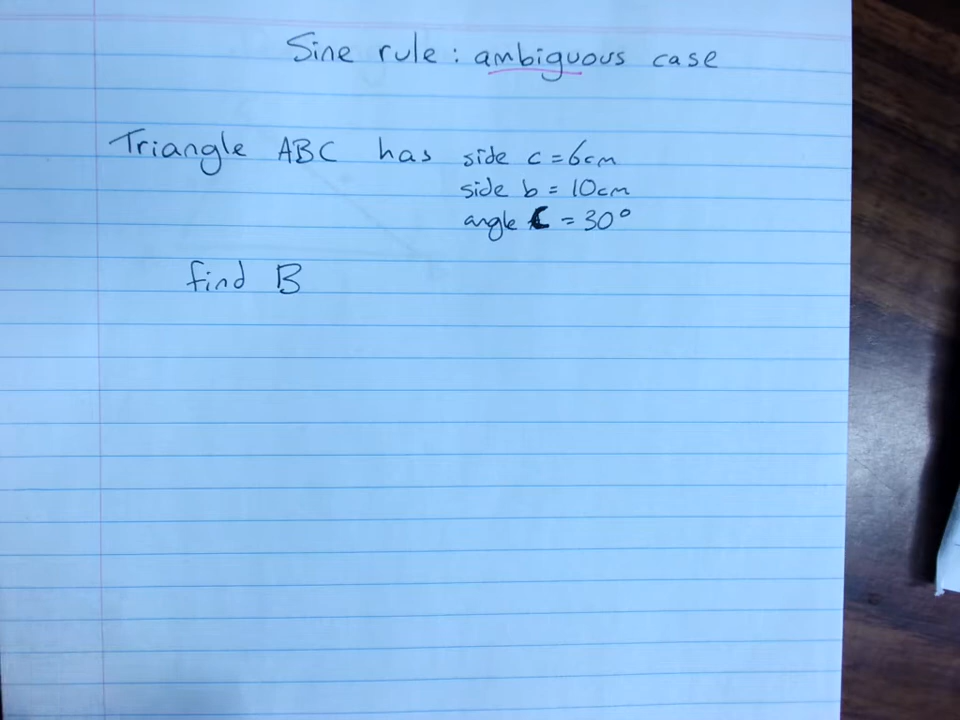 Sine rule: ambiguous case
Triangle ABC has side c = 6cm
side b = 10cm
angle C = 30°
find B